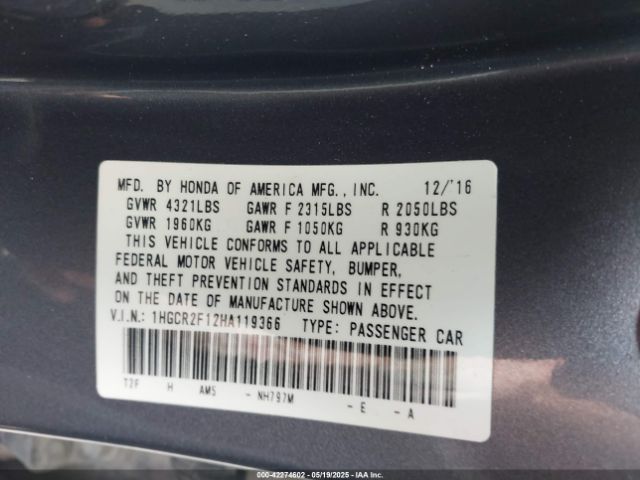 MFD. BY HONDA OF AMERICA MFG., INC. 12/'16
GVWR 4321LBS GAWR F 2315LBS R 2050LBS
GVWR 1960KG GAWR F 1050KG R 930KG
THIS VEHICLE CONFORMS TO ALL APPLICABLE
FEDERAL MOTOR VEHICLE SAFETY, BUMPER,
AND THEFT PREVENTION STANDARDS IN EFFECT
ON THE DATE OF MANUFACTURE SHOWN ABOVE.
V.I.N.: 1HGCR2F12HA119366 TYPE: PASSENGER CAR
T2F H AM5 - NH797M - E - A
000-42274602 - 05/19/2025 - IAAI.com